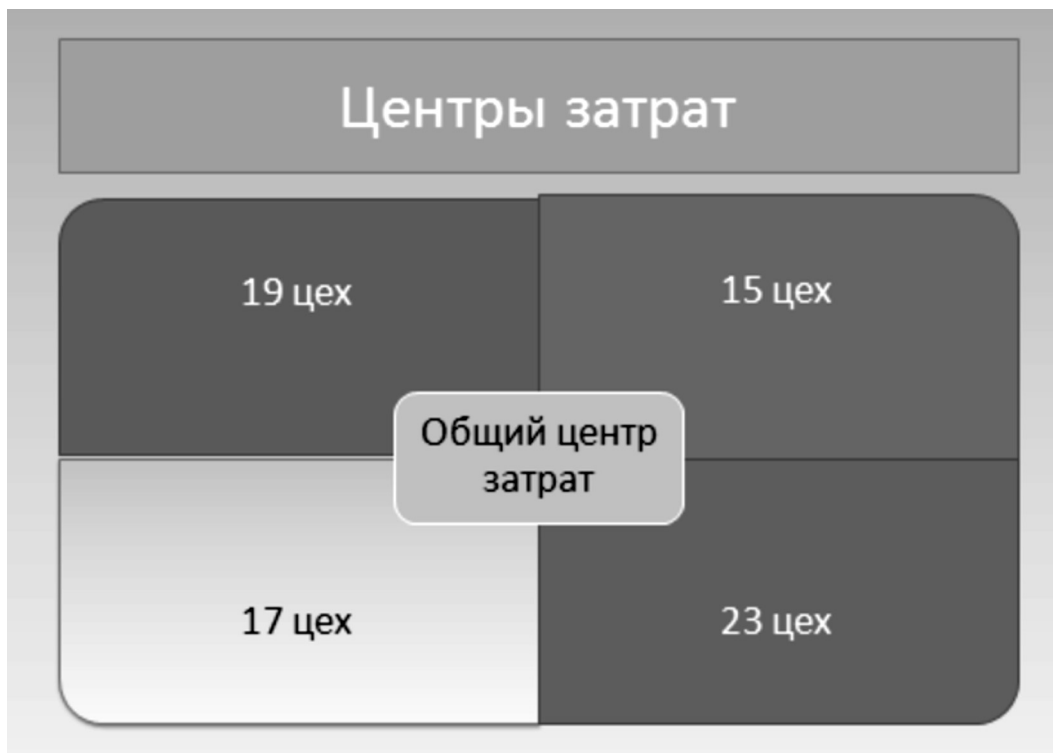 Центры затрат
19 цех
15 цех
Общий центр
затрат
17 цех
23 цех